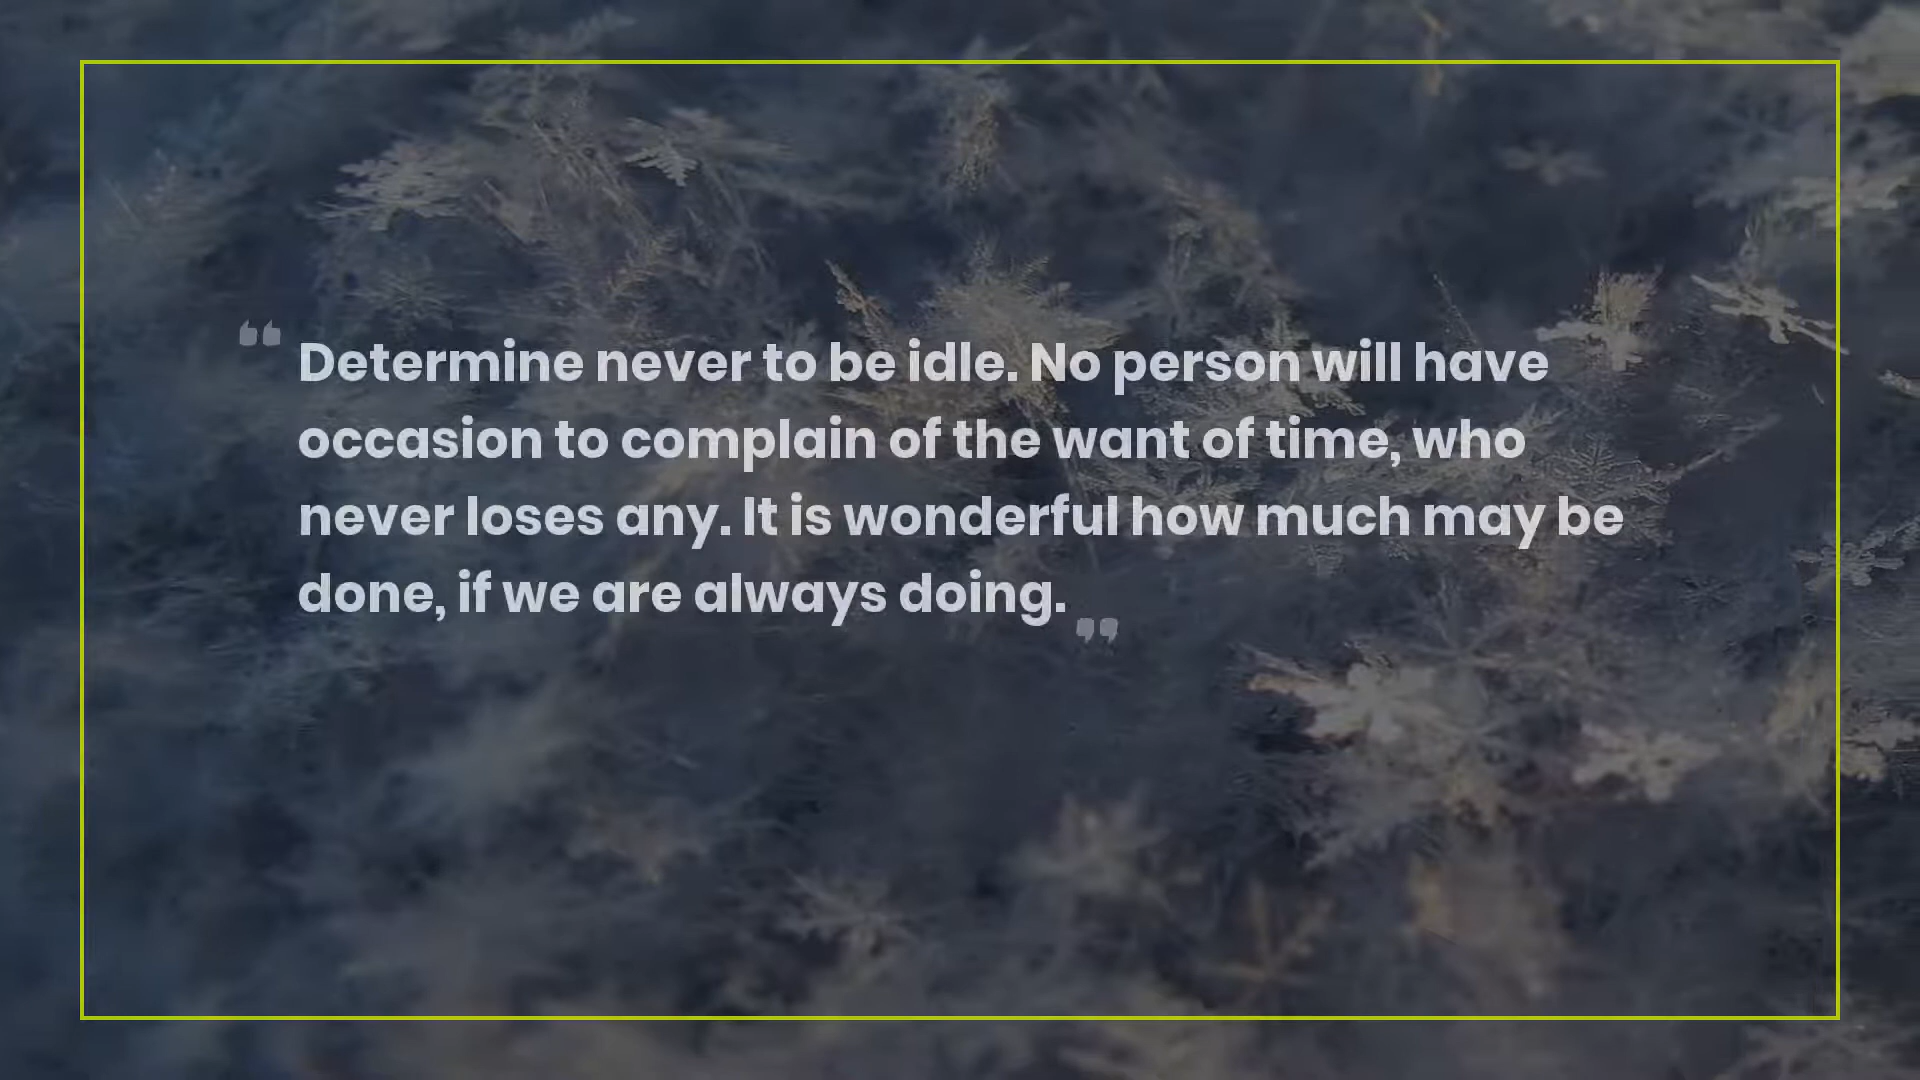 “Determine never to be idle. No person will have
occasion to complain of the want of time, who
never loses any. It is wonderful how much may be
done, if we are always doing.”